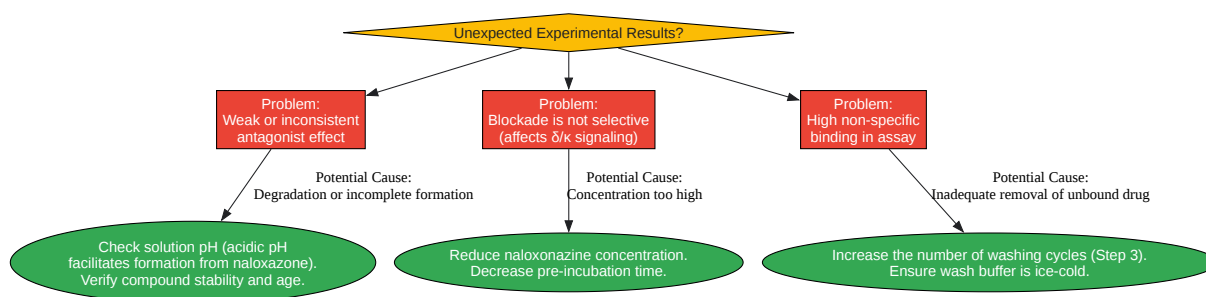 Unexpected Experimental Results?
Problem:
Weak or inconsistent
antagonist effect
Problem:
Blockade is not selective
(affects δ/κ signaling)
Problem:
High non-specific
binding in assay
Potential Cause:
Degradation or incomplete formation
Potential Cause:
Concentration too high
Potential Cause:
Inadequate removal of unbound drug
Check solution pH (acidic pH
facilitates formation from naloxazone).
Verify compound stability and age.
Reduce naloxonazine concentration.
Decrease pre-incubation time.
Increase the number of washing cycles (Step 3).
Ensure wash buffer is ice-cold.